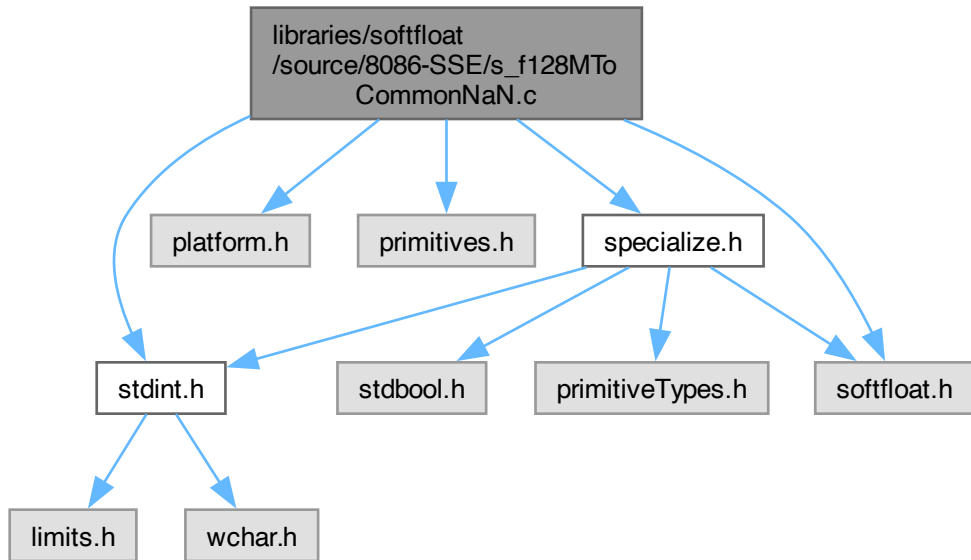 libraries/softfloat
/source/8086-SSE/s_f128MTo
CommonNaN.c
platform.h
primitives.h
specialize.h
stdint.h
stdbool.h
primitiveTypes.h
softfloat.h
limits.h
wchar.h